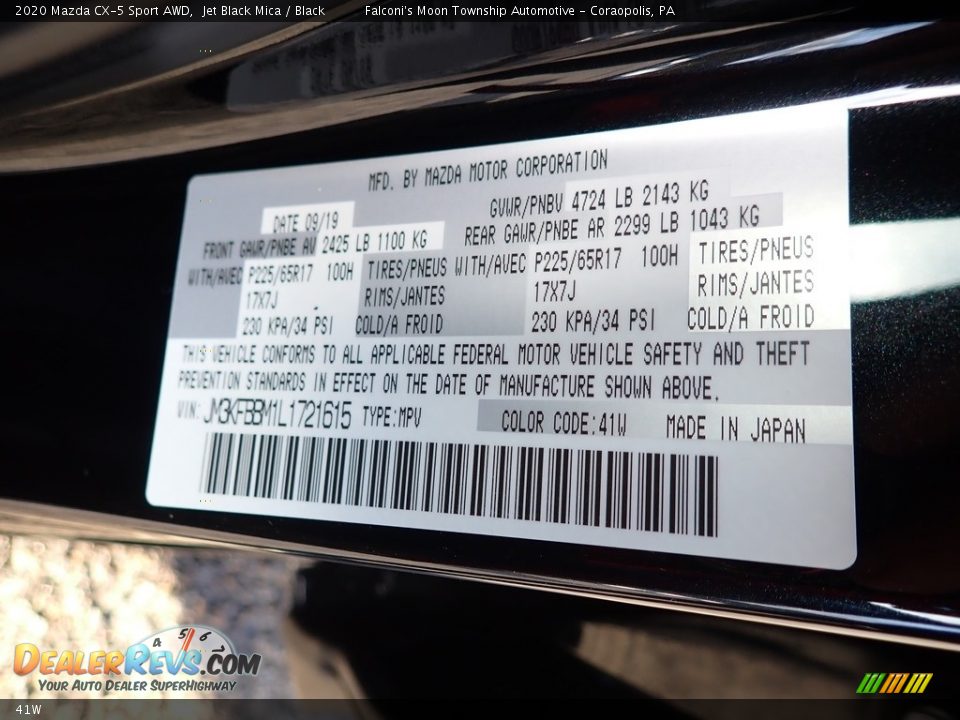 2020 Mazda CX-5 Sport AWD, Jet Black Mica / Black Falconi's Moon Township Automotive - Coraopolis, PA
MFD. BY MAZDA MOTOR CORPORATION
DATE 09/19 GVWR/PNBV 4724 LB 2143 KG
FRONT GAWR/PNBE AV 2425 LB 1100 KG REAR GAWR/PNBE AR 2299 LB 1043 KG
WITH/AVEC P225/65R17 100H TIRES/PNEUS WITH/AVEC P225/65R17 100H TIRES/PNEUS
17X7J RIMS/JANTES 17X7J RIMS/JANTES
230 KPA/34 PSI COLD/A FROID 230 KPA/34 PSI COLD/A FROID
THIS VEHICLE CONFORMS TO ALL APPLICABLE FEDERAL MOTOR VEHICLE SAFETY AND THEFT
PREVENTION STANDARDS IN EFFECT ON THE DATE OF MANUFACTURE SHOWN ABOVE.
VIN: JM3KFBBM1L1721615 TYPE:MPV COLOR CODE:41W MADE IN JAPAN
4 5 6
DEALERREVS.COM
YOUR AUTO DEALER SUPERHIGHWAY
41W